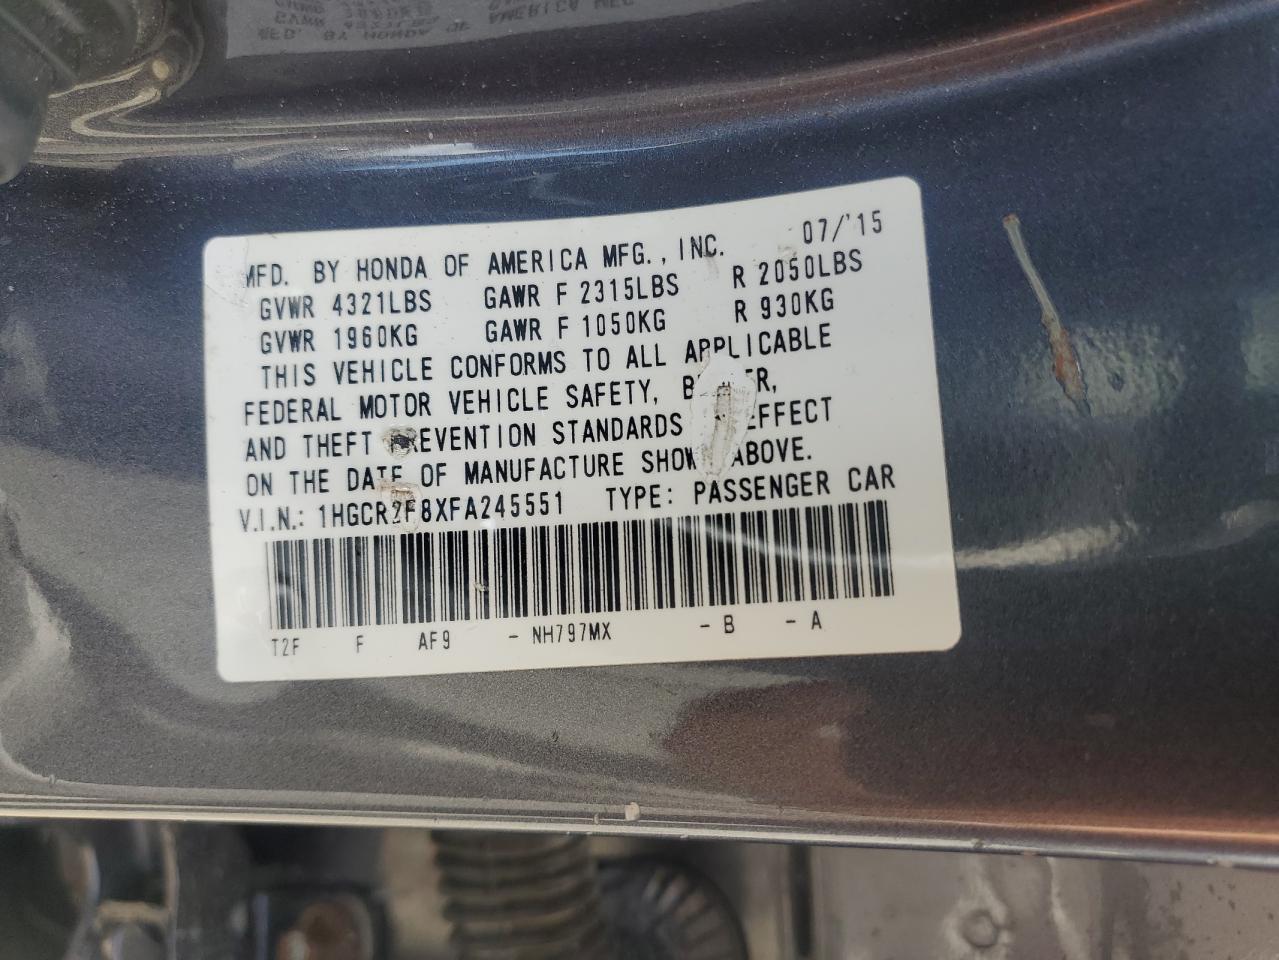 MFD. BY HONDA OF AMERICA MFG., INC. 07/'15
GVWR 4321LBS GAWR F 2315LBS R 2050LBS
GVWR 1960KG GAWR F 1050KG R 930KG
THIS VEHICLE CONFORMS TO ALL APPLICABLE
FEDERAL MOTOR VEHICLE SAFETY,
AND THEFT PREVENTION STANDARDS EFFECT
ON THE DATE OF MANUFACTURE SHOWN ABOVE.
V.I.N.: 1HGCR2F8XFA245551 TYPE: PASSENGER CAR
T2F F AF9 - NH797MX - B - A